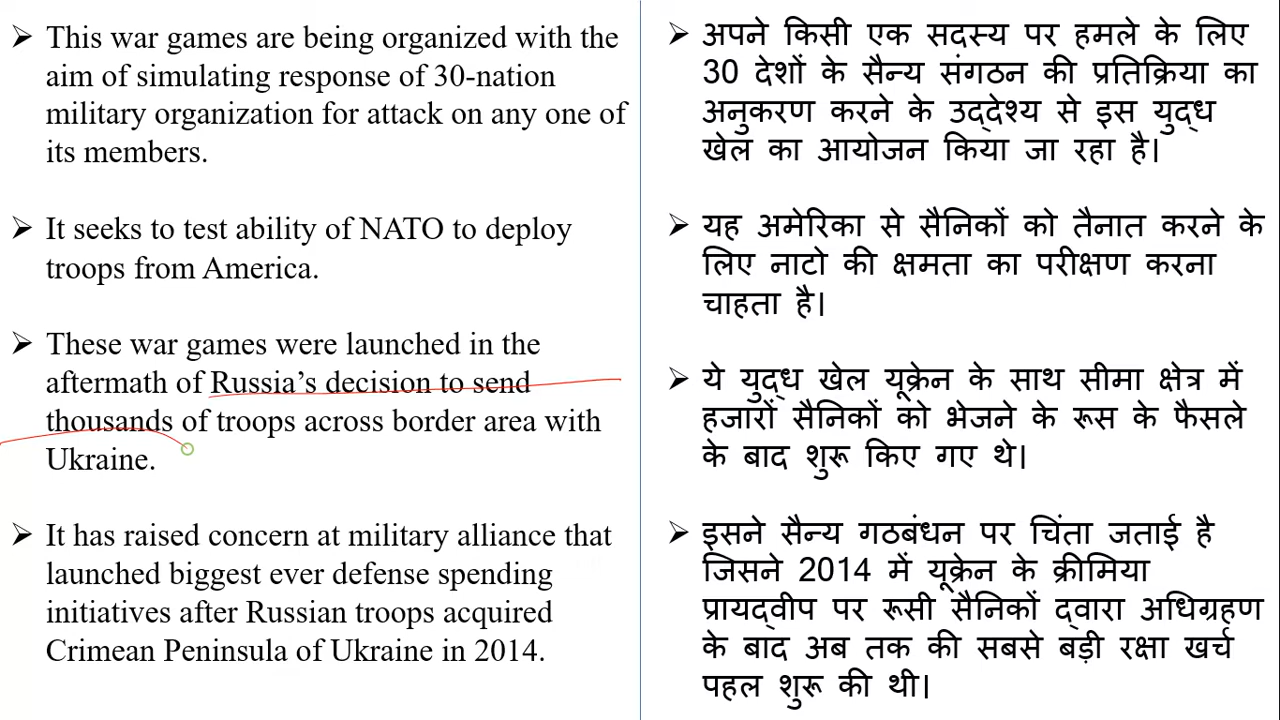 This war games are being organized with the
aim of simulating response of 30-nation
military organization for attack on any one of
its members.
It seeks to test ability of NATO to deploy
troops from America.
These war games were launched in the
aftermath of Russia’s decision to send
thousands of troops across border area with
Ukraine.
It has raised concern at military alliance that
launched biggest ever defense spending
initiatives after Russian troops acquired
Crimean Peninsula of Ukraine in 2014.
अपने किसी एक सदस्य पर हमले के लिए
30 देशों के सैन्य संगठन की प्रतिक्रिया का
अनुकरण करने के उद्देश्य से इस युद्ध
खेल का आयोजन किया जा रहा है।
यह अमेरिका से सैनिकों को तैनात करने के
लिए नाटो की क्षमता का परीक्षण करना
चाहता है।
ये युद्ध खेल यूक्रेन के साथ सीमा क्षेत्र में
हजारों सैनिकों को भेजने के रूस के फैसले
के बाद शुरू किए गए थे।
इसने सैन्य गठबंधन पर चिंता जताई है
जिसने 2014 में यूक्रेन के क्रीमिया
प्रायद्वीप पर रूसी सैनिकों द्वारा अधिग्रहण
के बाद अब तक की सबसे बड़ी रक्षा खर्च
पहल शुरू की थी।